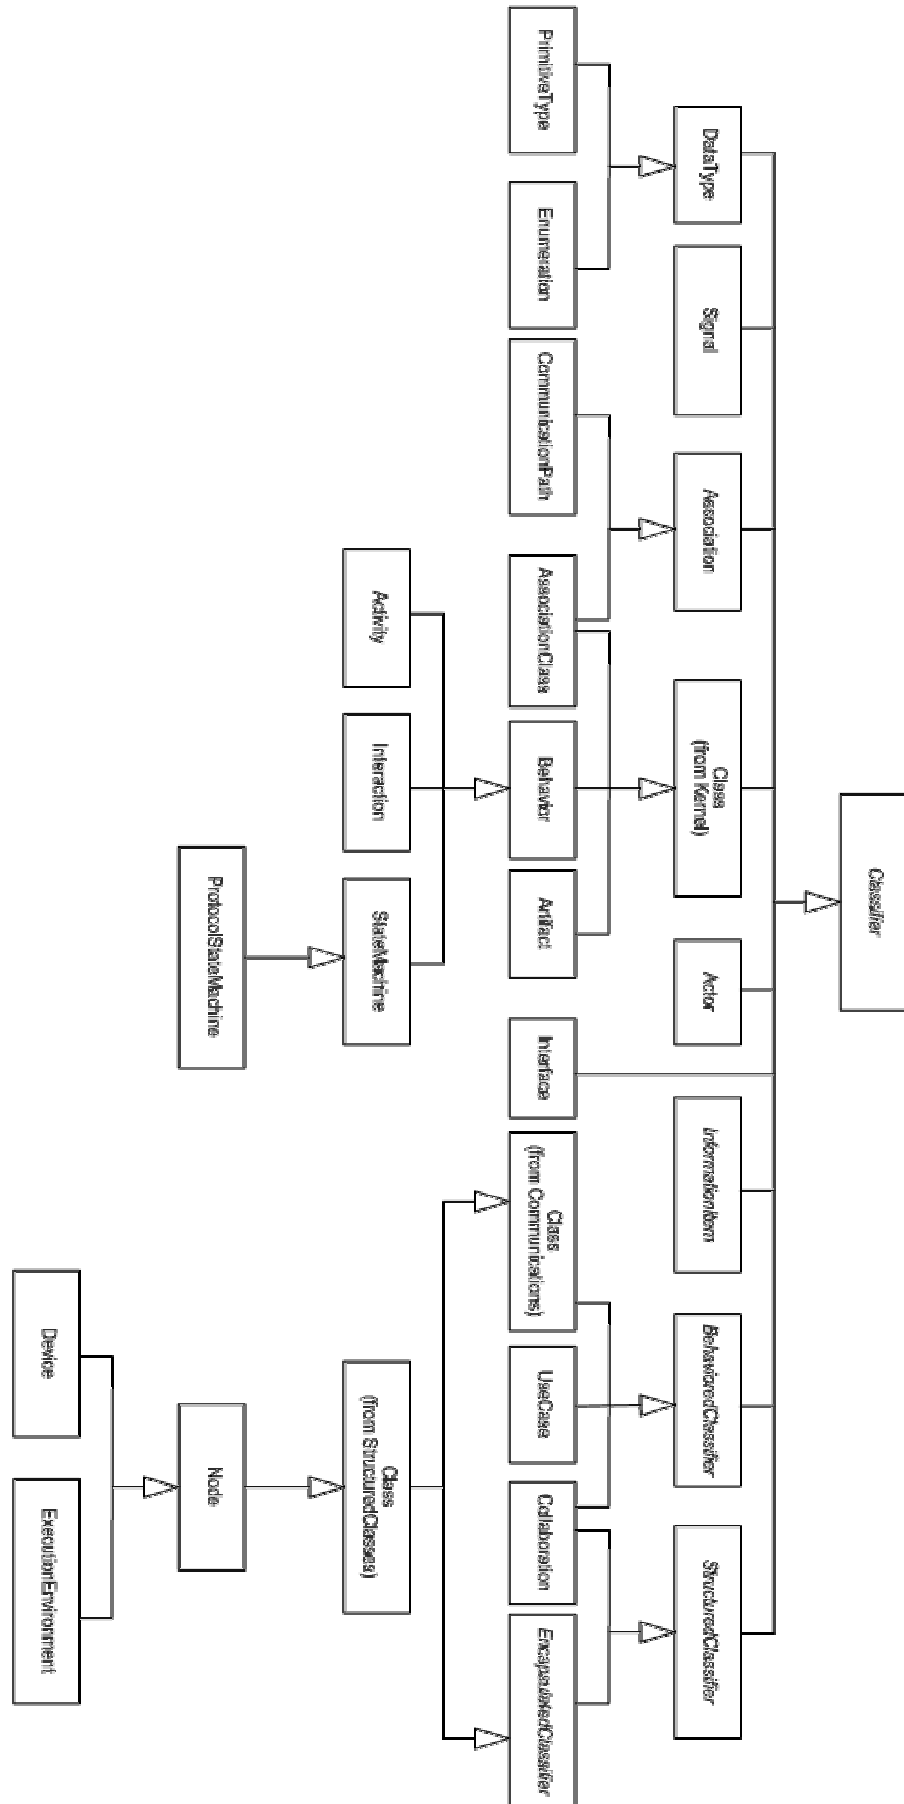 Classifier
DataType
Signal
Association
Class
(from Kernel)
Actor
InformationItem
BehavioredClassifier
StructuredClassifier
PrimitiveType
Enumeration
CommunicationPath
AssociationClass
Behavior
Artifact
Interface
Class
(from Communications)
UseCase
Collaboration
EncapsulatedClassifier
Activity
Interaction
StateMachine
Class
(from StructuredClasses)
ProtocolStateMachine
Node
Device
ExecutionEnvironment